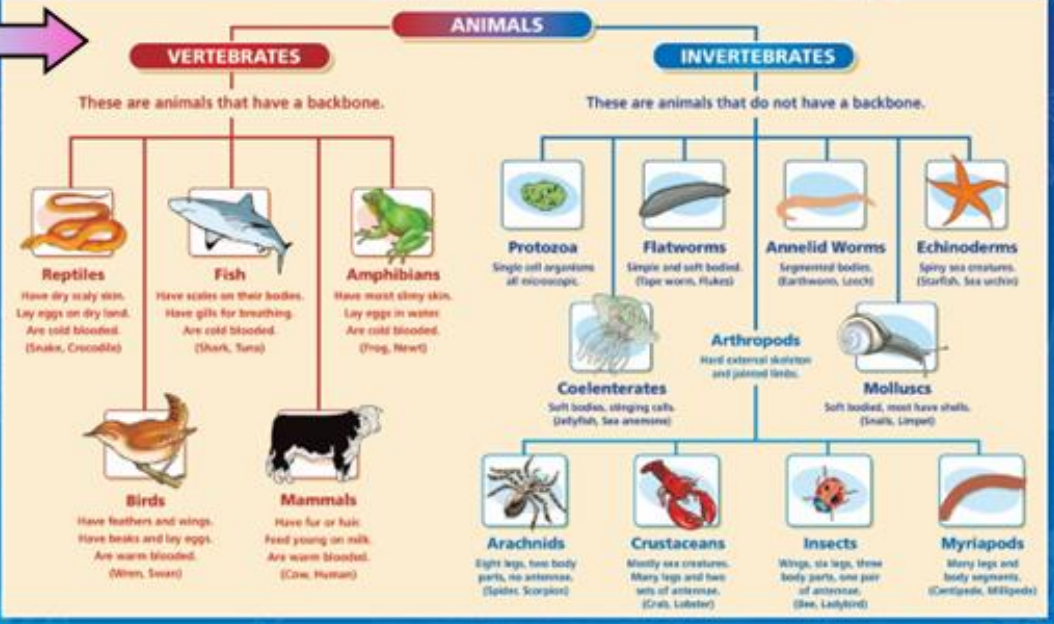 ANIMALS
VERTEBRATES
These are animals that have a backbone.
Reptiles
Have dry scaly skin.
Lay eggs on dry land.
Are cold blooded.
(Snake, Crocodile)
Fish
Have scales on their bodies.
Have gills for breathing.
Are cold blooded.
(Shark, Tuna)
Amphibians
Have moist slimy skin.
Lay eggs in water.
Are cold blooded.
(Frog, Newt)
Birds
Have feathers and wings.
Have beaks and lay eggs.
Are warm blooded.
(Wren, Swan)
Mammals
Have fur or hair.
Feed young on milk.
Are warm blooded.
(Cow, Human)
INVERTEBRATES
These are animals that do not have a backbone.
Protozoa
Single cell organisms
all microscopic.
Flatworms
Simple and soft bodied.
(Tape worm, Flukes)
Annelid Worms
Segmented bodies.
(Earthworm, Leech)
Echinoderms
Spiny sea creatures.
(Starfish, Sea urchin)
Coelenterates
Soft bodies, stinging cells.
(Jellyfish, Sea anemone)
Arthropods
Hard external skeleton
and jointed limbs.
Molluscs
Soft bodied, most have shells.
(Snails, Limpet)
Arachnids
Eight legs, two body
parts, no antennae.
(Spider, Scorpion)
Crustaceans
Mostly sea creatures.
Many legs and two
sets of antennae.
(Crab, Lobster)
Insects
Wings, six legs, three
body parts, one pair
of antennae.
(Bee, Ladybird)
Myriapods
Many legs and
body segments.
(Centipede, Millipede)